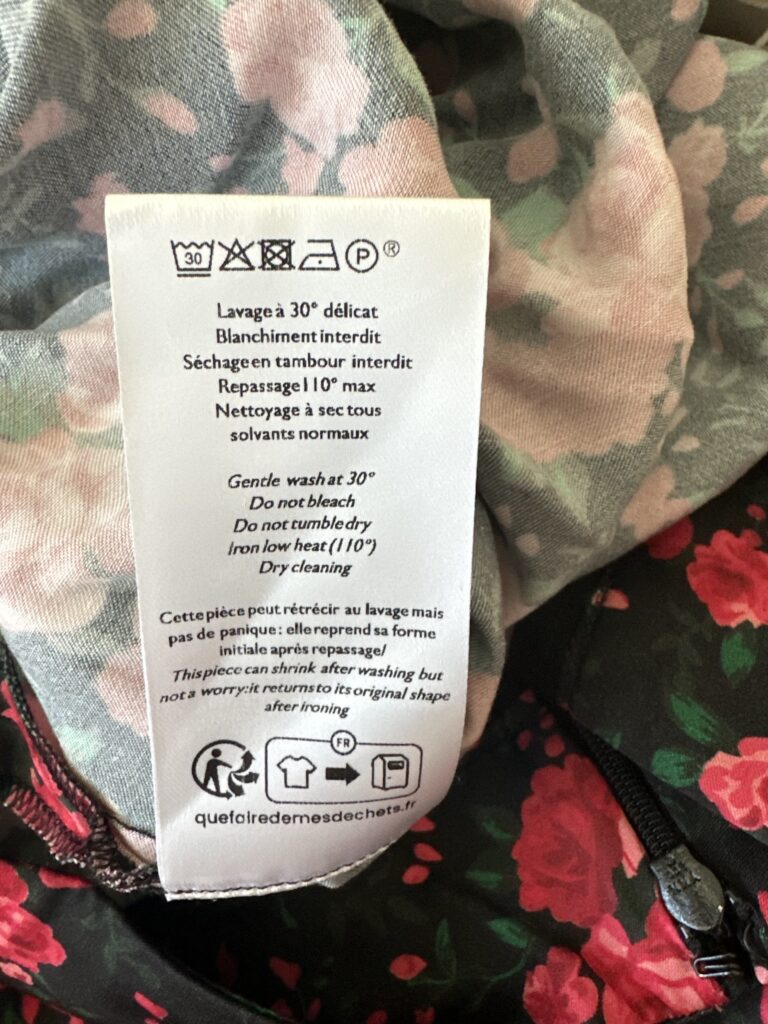 30 P ®
Lavage à 30° délicat
Blanchiment interdit
Séchage en tambour interdit
Repassage 110° max
Nettoyage à sec tous
solvants normaux
Gentle wash at 30°
Do not bleach
Do not tumble dry
Iron low heat (110°)
Dry cleaning
Cette pièce peut rétrécir au lavage mais
pas de panique : elle reprend sa forme
initiale après repassage!
This piece can shrink after washing but
not a worry: it returns to its original shape
after ironing
FR
quefairedemesdechets.fr